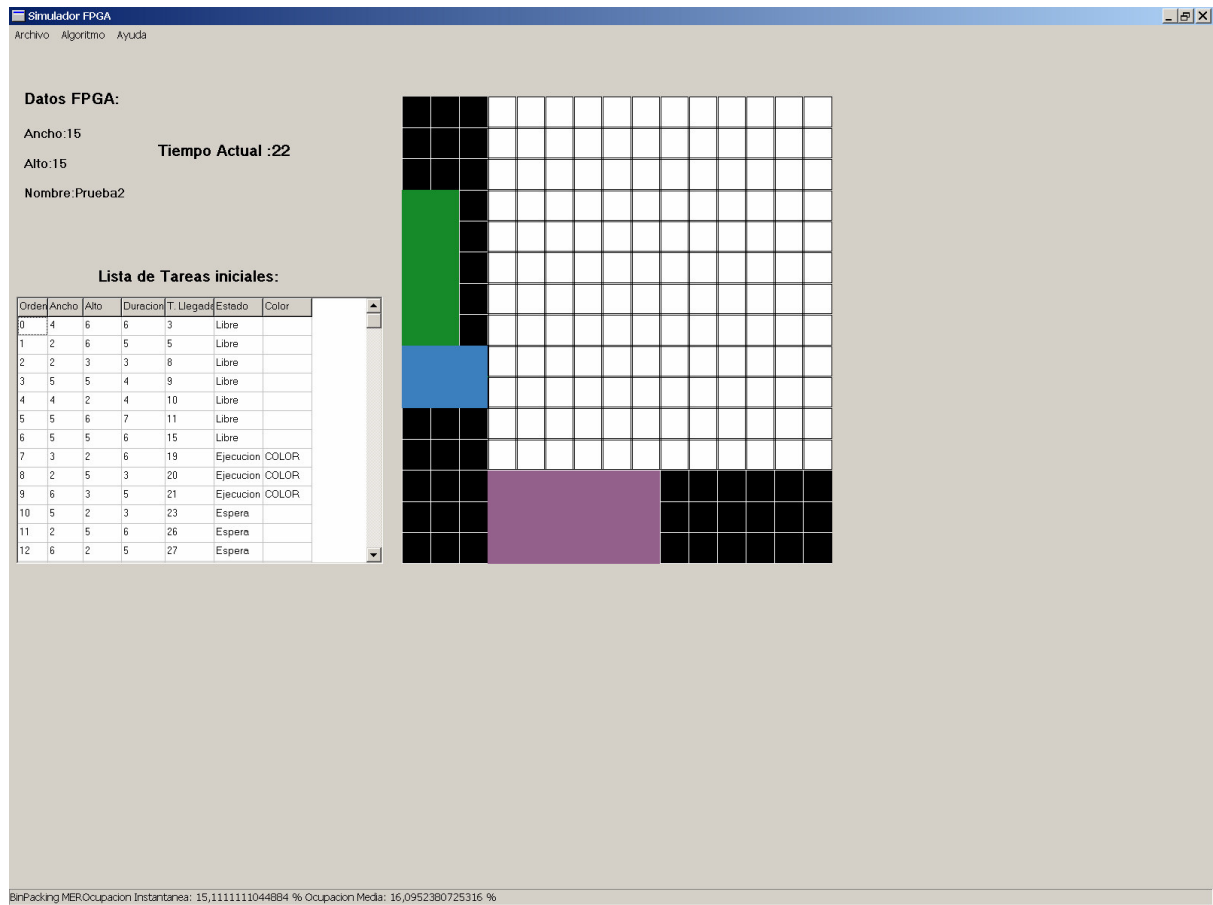 Simulador FPGA
Archivo Algoritmo Ayuda
Datos FPGA:
Ancho:15
Tiempo Actual :22
Alto:15
Nombre:Prueba2
Lista de Tareas iniciales:
Orden Ancho Alto Duracion T. Llegada Estado Color
0 4 6 6 3 Libre
1 2 6 5 5 Libre
2 2 3 3 8 Libre
3 5 5 4 9 Libre
4 4 2 4 10 Libre
5 5 6 7 11 Libre
6 5 5 6 15 Libre
7 3 2 6 19 Ejecucion COLOR
8 2 5 3 20 Ejecucion COLOR
9 6 3 5 21 Ejecucion COLOR
10 5 2 3 23 Espera
11 2 5 6 26 Espera
12 6 2 5 27 Espera
BinPacking MEROcupacion Instantanea: 15,1111111044884 % Ocupacion Media: 16,0952380725316 %